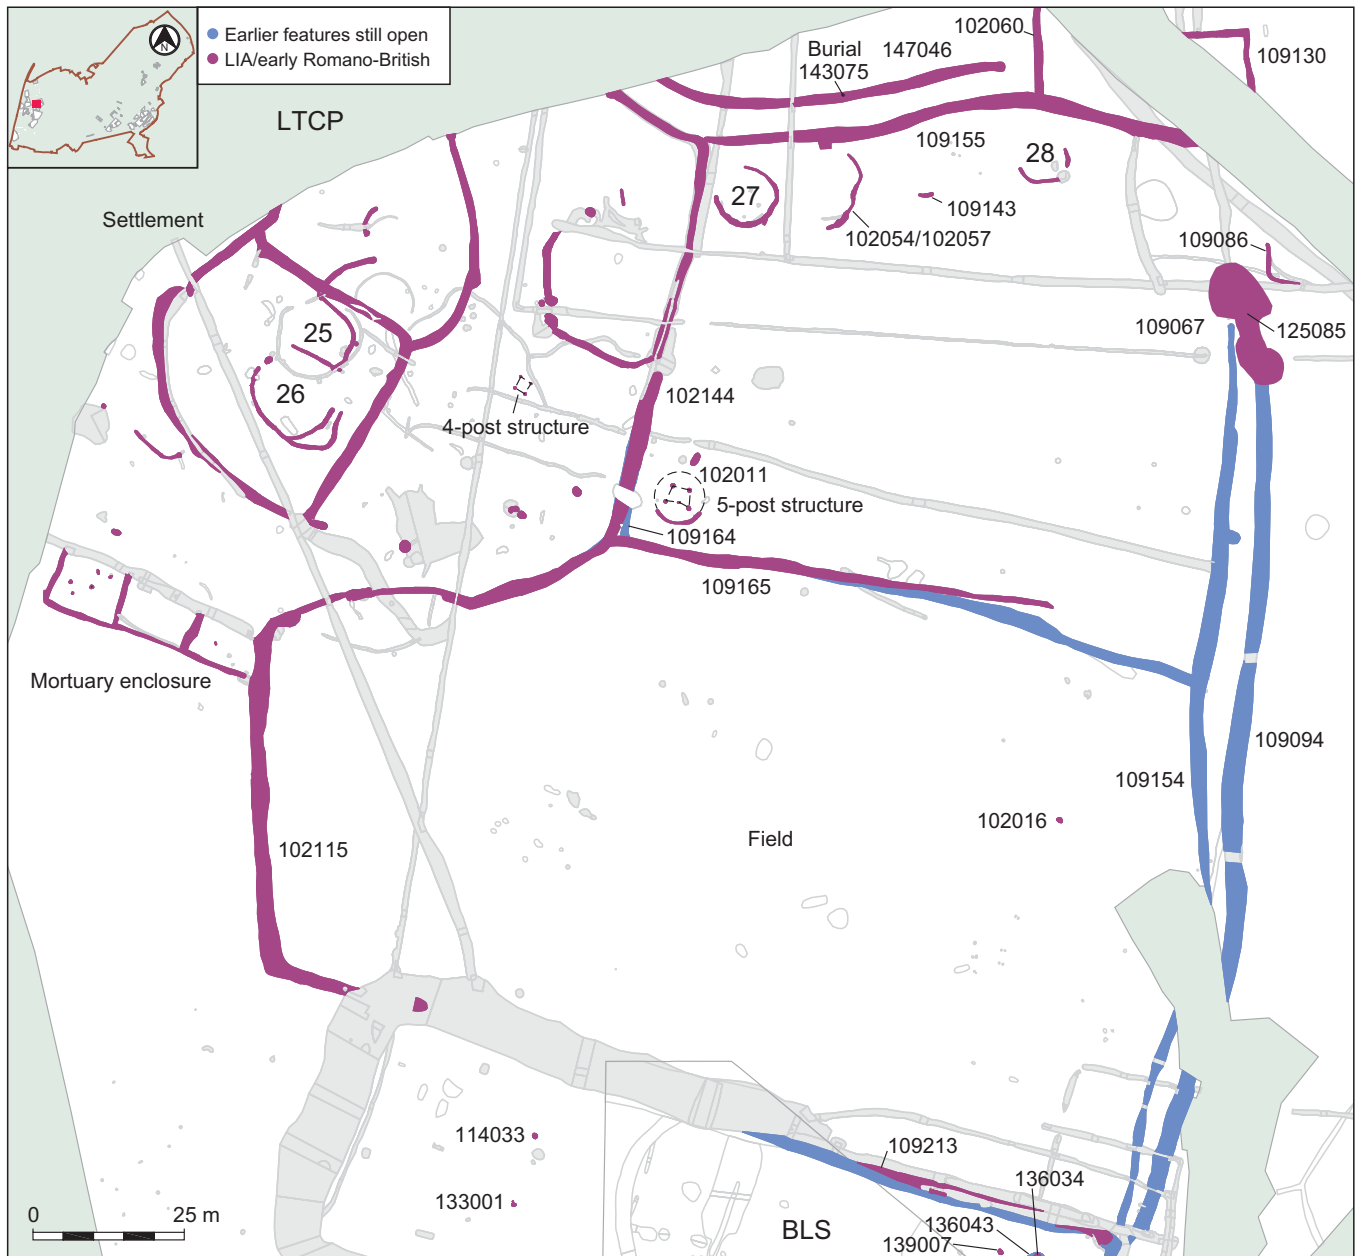 N
Earlier features still open
LIA/early Romano-British
LTCP
Burial
143075
147046
102060
109130
109155
28
27
109143
102054/102057
Settlement
109086
109067
125085
25
26
102144
4-post structure
102011
5-post structure
109164
109165
Mortuary enclosure
109094
109154
102016
Field
102115
114033
109213
136034
133001
0 25 m
BLS
136043
139007